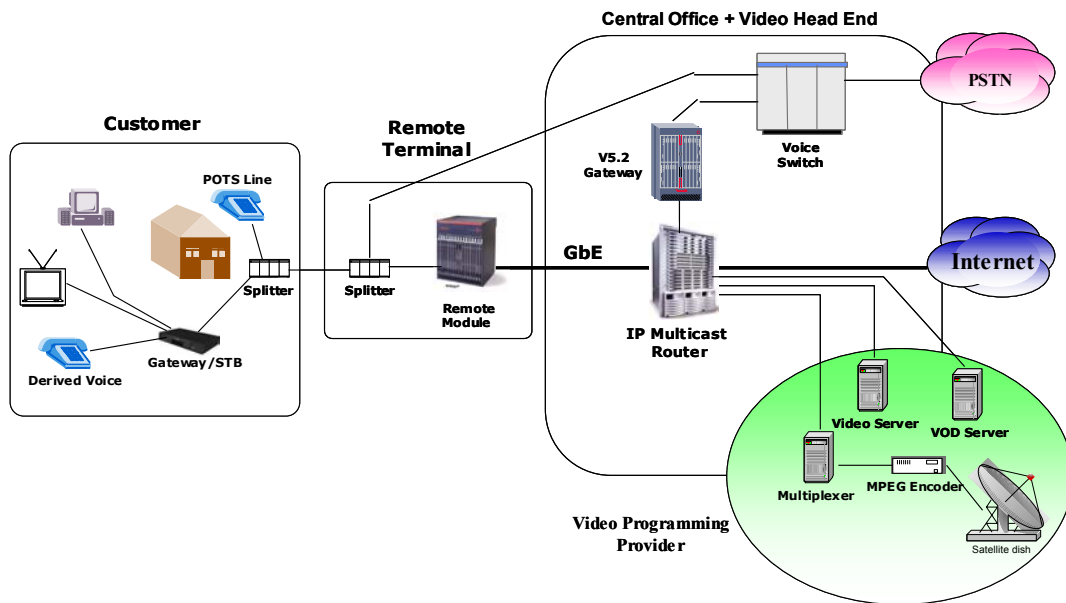 Central Office + Video Head End
PSTN
Customer
Remote
Terminal
Voice
Switch
V5.2
Gateway
POTS Line
GbE
Internet
Splitter
Splitter
Remote
Module
IP Multicast
Router
Gateway/STB
Derived Voice
Video Server
VOD Server
Multiplexer
MPEG Encoder
Video Programming
Provider
Satellite dish